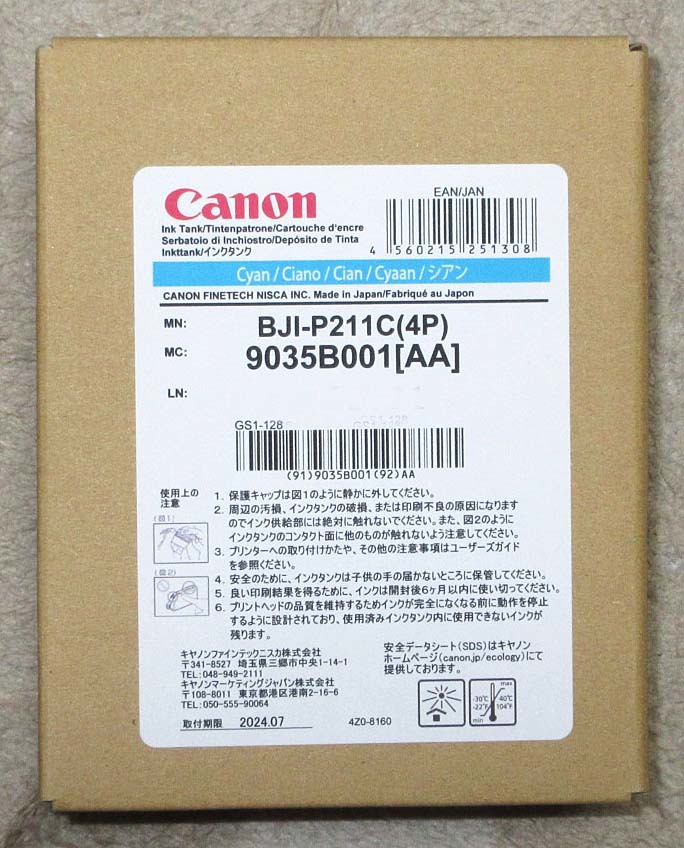 Canon
EAN/JAN
Ink Tank/Tintenpatrone/Cartouche d'encre
Serbatoio di Inchiostro/Depósito de Tinta
Inkttank/インクタンク
4 560215 251308
Cyan / Ciano / Cian / Cyaan / シアン
CANON FINETECH NISCA INC. Made in Japan/Fabriqué au Japon
MN: BJI-P211C(4P)
MC: 9035B001[AA]
LN:
GS1-128
GS1-128
(91)9035B001(92)AA
使用上の注意
(図1)
(図2)
1. 保護キャップは図1のように静かに外してください。
2. 周辺の汚損、インクタンクの破損、または印刷不良の原因になります
のでインク供給部には絶対に触れないでください。また、図2のように
インクタンクのコンタクト面に他のものが触れないよう注意してください。
3. プリンターへの取り付けかたや、その他の注意事項はユーザーズガイド
を参照ください。
4. 安全のために、インクタンクは子供の手の届かないところに保管してください。
5. 良い印刷結果を得るために、インクは開封後6ヶ月以内に使い切ってください。
6. プリントヘッドの品質を維持するためインクが完全になくなる前に動作を停止
するように設計されており、使用済みインクタンク内に使用できないインクが
残ります。
キヤノンファインテックニスカ株式会社
〒341-8527 埼玉県三郷市中央1-14-1
TEL:048-949-2111
キヤノンマーケティングジャパン株式会社
〒108-8011 東京都港区港南2-16-6
TEL:050-555-90064
安全データシート(SDS)はキヤノン
ホームページ(canon.jp/ecology)にて
提供しております。
max
-30℃ 40℃
-22°F 104°F
min
取付期限 2024.07
4Z0-8160